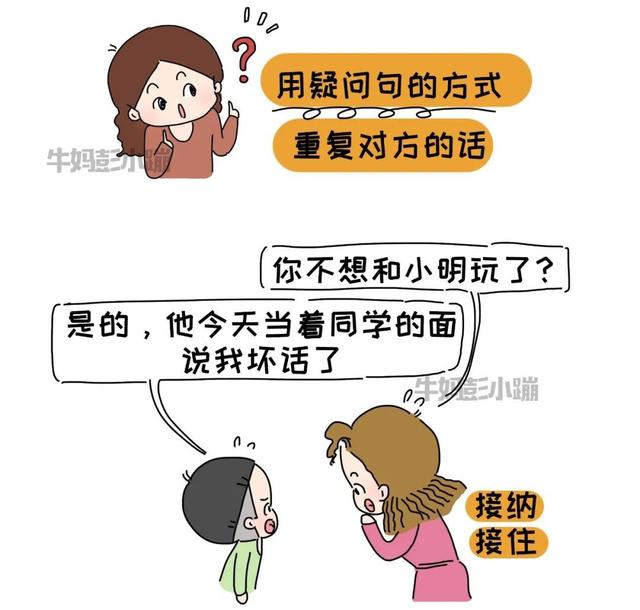 ?
用疑问句的方式
重复对方的话
牛妈彭小蹦
你不想和小明玩了?
是的，他今天当着同学的面
说我坏话了
牛妈彭小蹦
接纳
接住